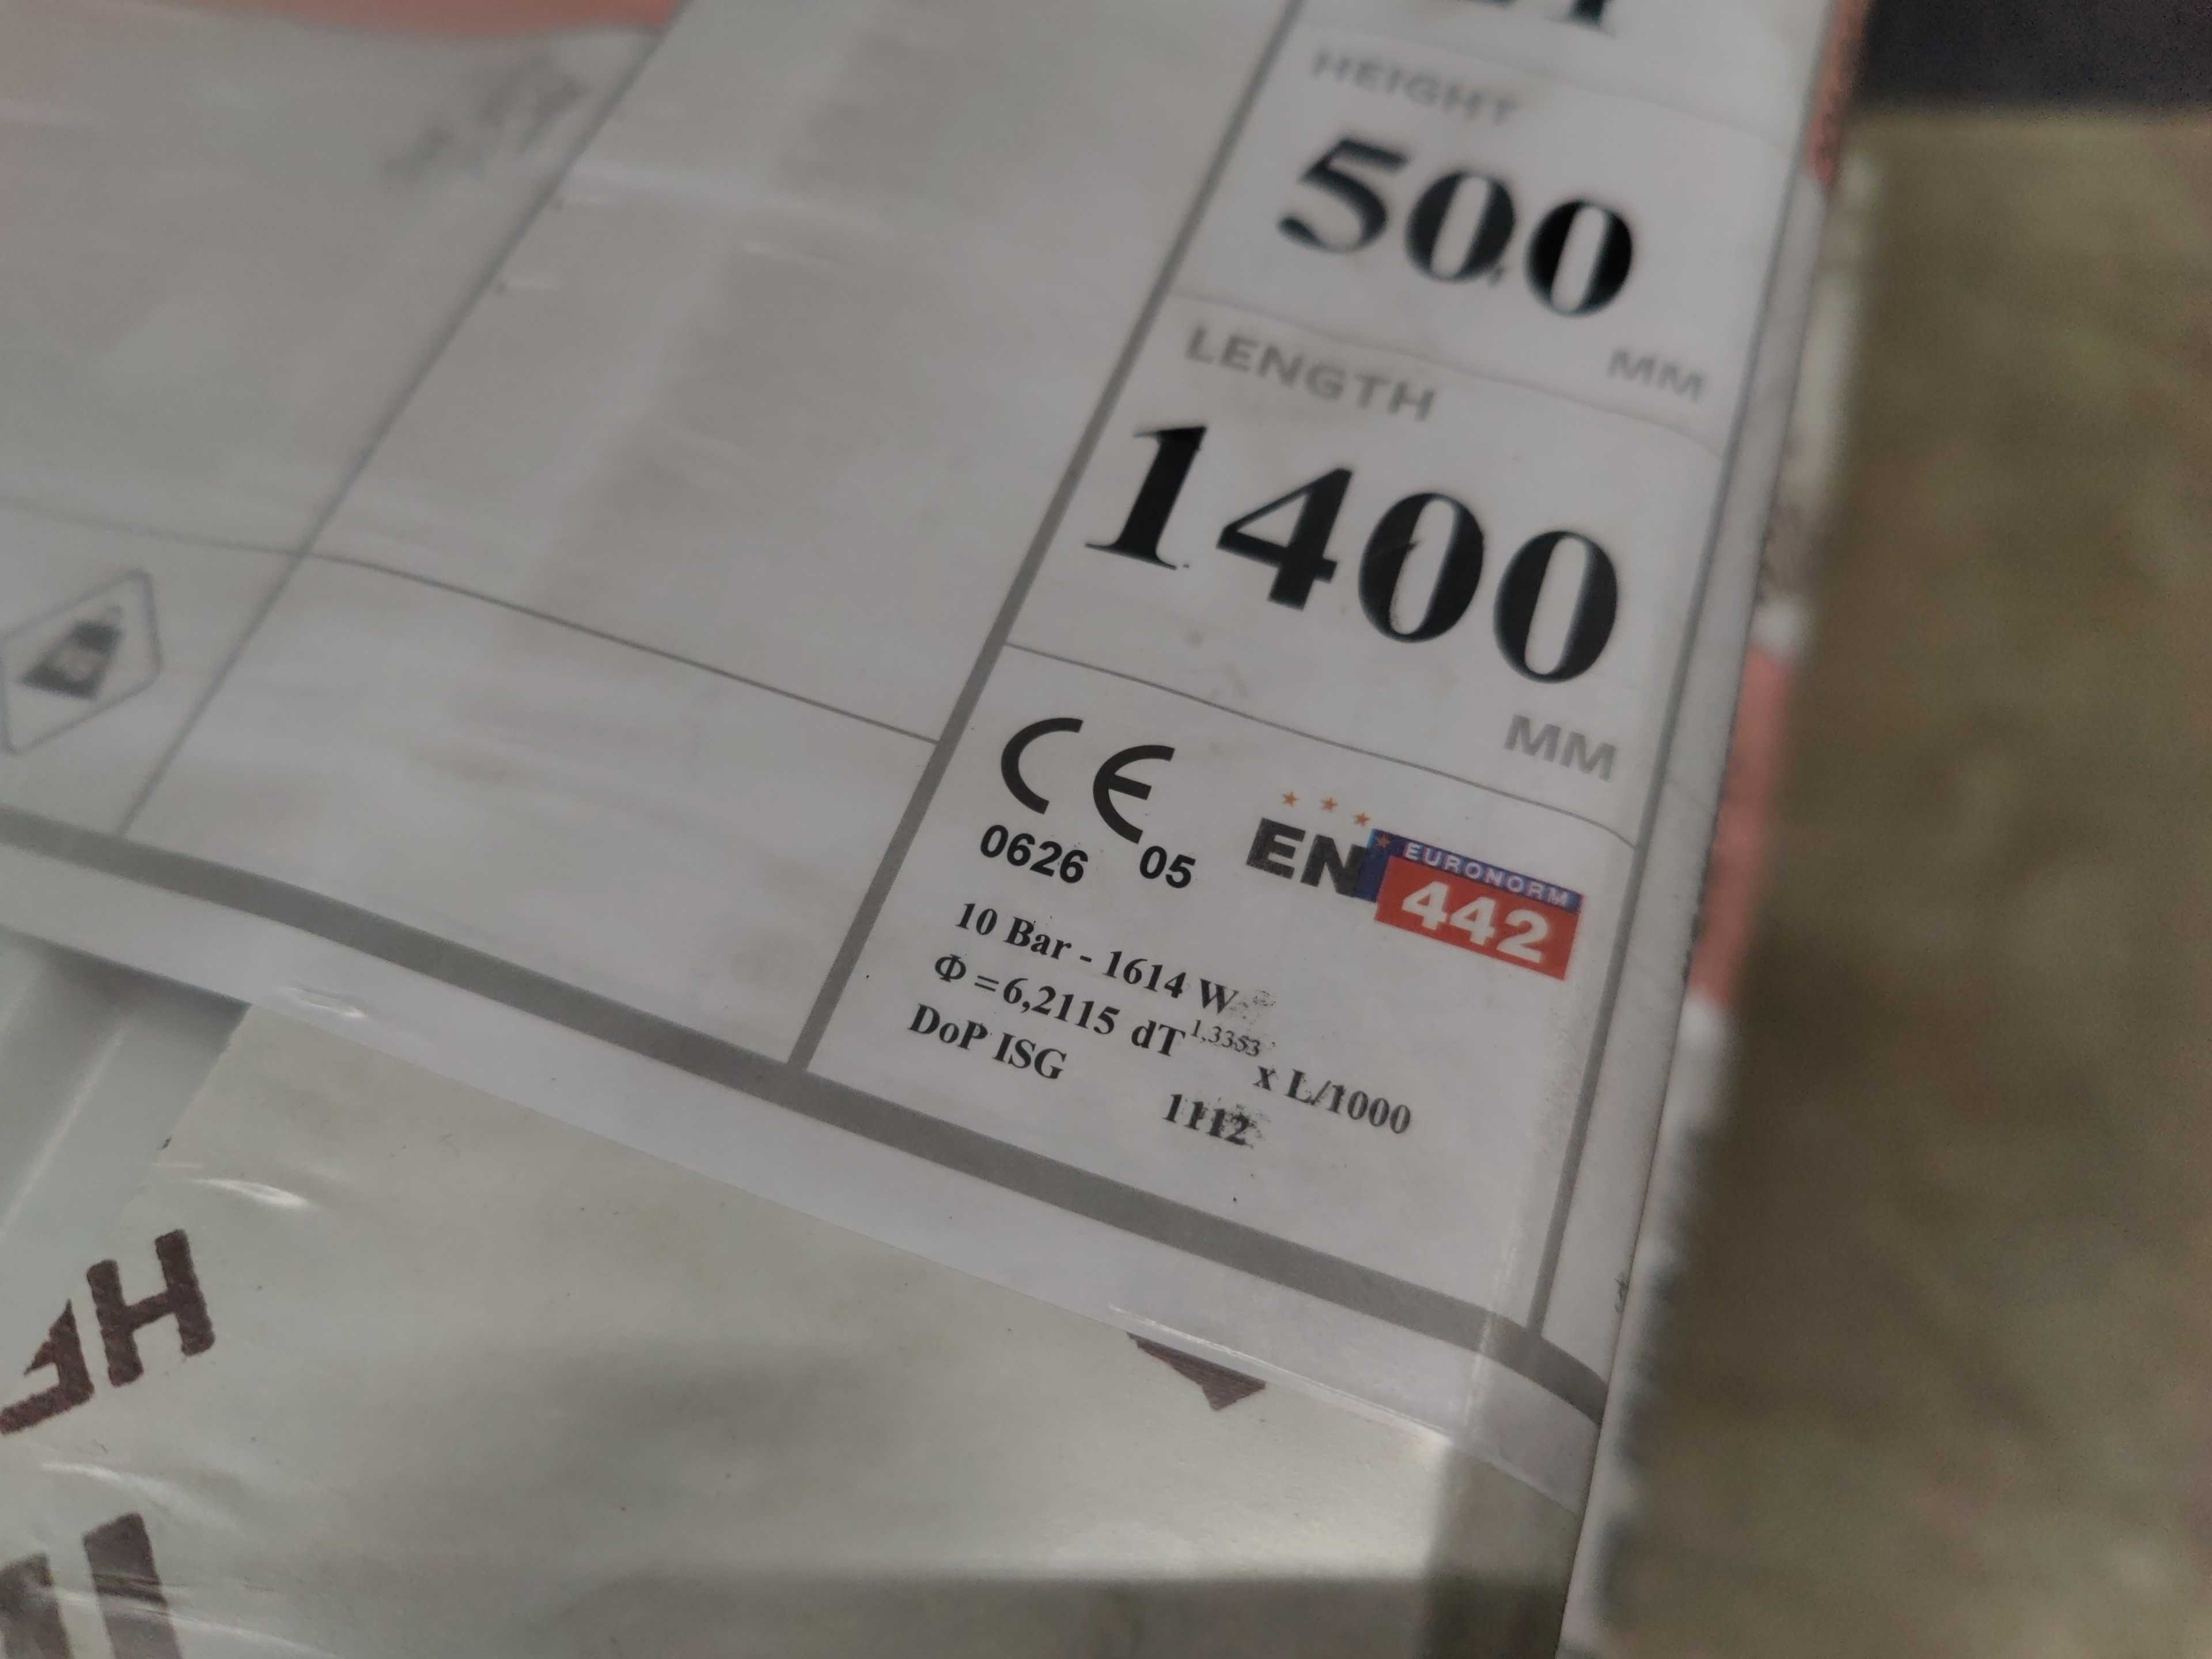 HEIGHT
500
MM
LENGTH
1400
MM
CE
0626 05
EN EURONORM
442
10 Bar - 1614 W
Φ = 6,2115 dT 1,3353 x L/1000
DoP ISG
1112